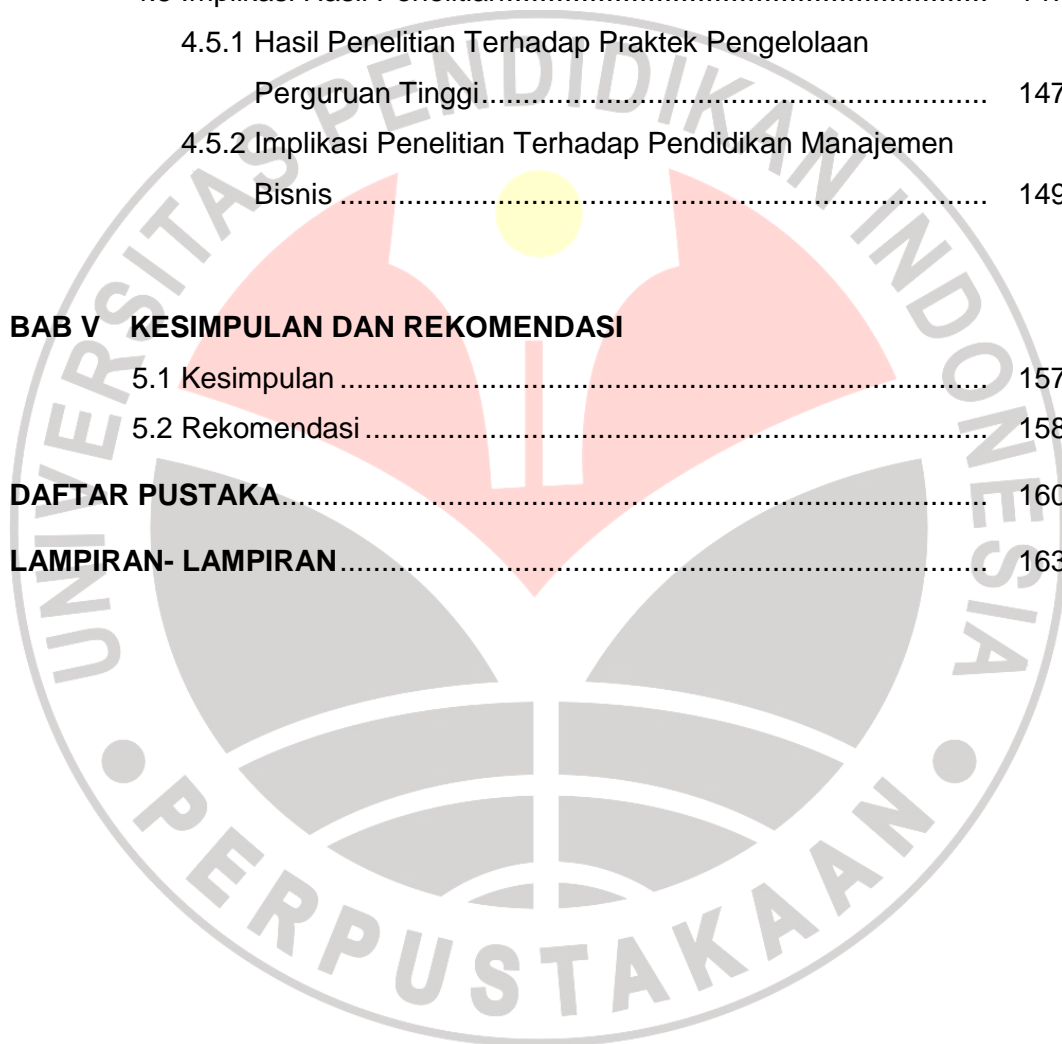 4.5.1 Hasil Penelitian Terhadap Praktek Pengelolaan
Perguruan Tinggi 147
4.5.2 Implikasi Penelitian Terhadap Pendidikan Manajemen
Bisnis 149
BAB V KESIMPULAN DAN REKOMENDASI
5.1 Kesimpulan 157
5.2 Rekomendasi 158
DAFTAR PUSTAKA 160
LAMPIRAN- LAMPIRAN 163
UNIVERSITAS PENDIDIKAN INDONESIA
PERPUSTAKAAN